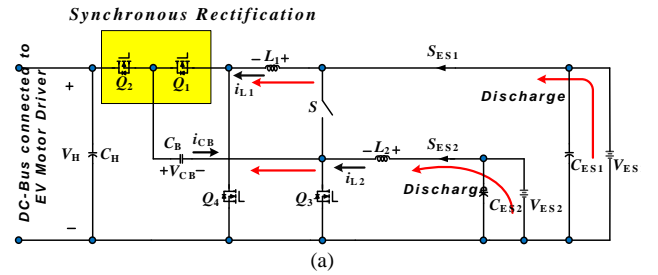 Synchronous Rectification
DC-Bus connected to
EV Motor Driver
Q2
Q1
− L1 +
iL1
SES1
Discharge
S
+
VH
−
CH
CB
iCB
+VCB−
−L2+
SES2
iL2
Discharge
Q4
Q3
CES2
VES2
CES1
VES
(a)